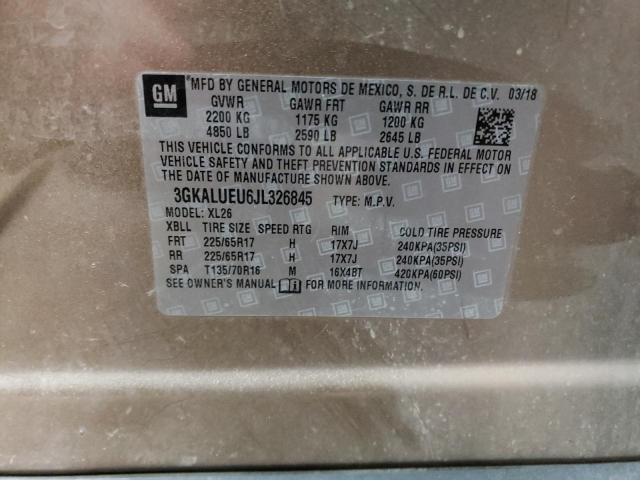 GM
*MFD BY GENERAL MOTORS DE MEXICO, S. DE R.L. DE C.V. 03/18
GVWR GAWR FRT GAWR RR
2200 KG 1175 KG 1200 KG
4850 LB 2590 LB 2645 LB
THIS VEHICLE CONFORMS TO ALL APPLICABLE U.S. FEDERAL MOTOR
VEHICLE SAFETY AND THEFT PREVENTION STANDARDS IN EFFECT ON
THE DATE OF MANUFACTURE SHOWN ABOVE.
3GKALUEU6JL326845 TYPE: M.P.V.
MODEL: XL26
XBLL TIRE SIZE SPEED RTG RIM COLD TIRE PRESSURE
FRT 225/65R17 H 17X7J 240KPA(35PSI)
RR 225/65R17 H 17X7J 240KPA(35PSI)
SPA T135/70R16 M 16X4BT 420KPA(60PSI)
SEE OWNER'S MANUAL FOR MORE INFORMATION.